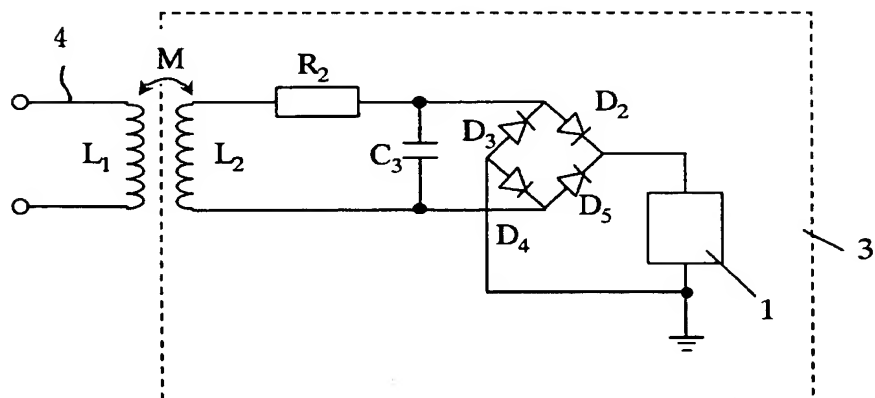 4
M
R₂
D₂
D₃
L₁
L₂
C₃
D₅
D₄
3
1